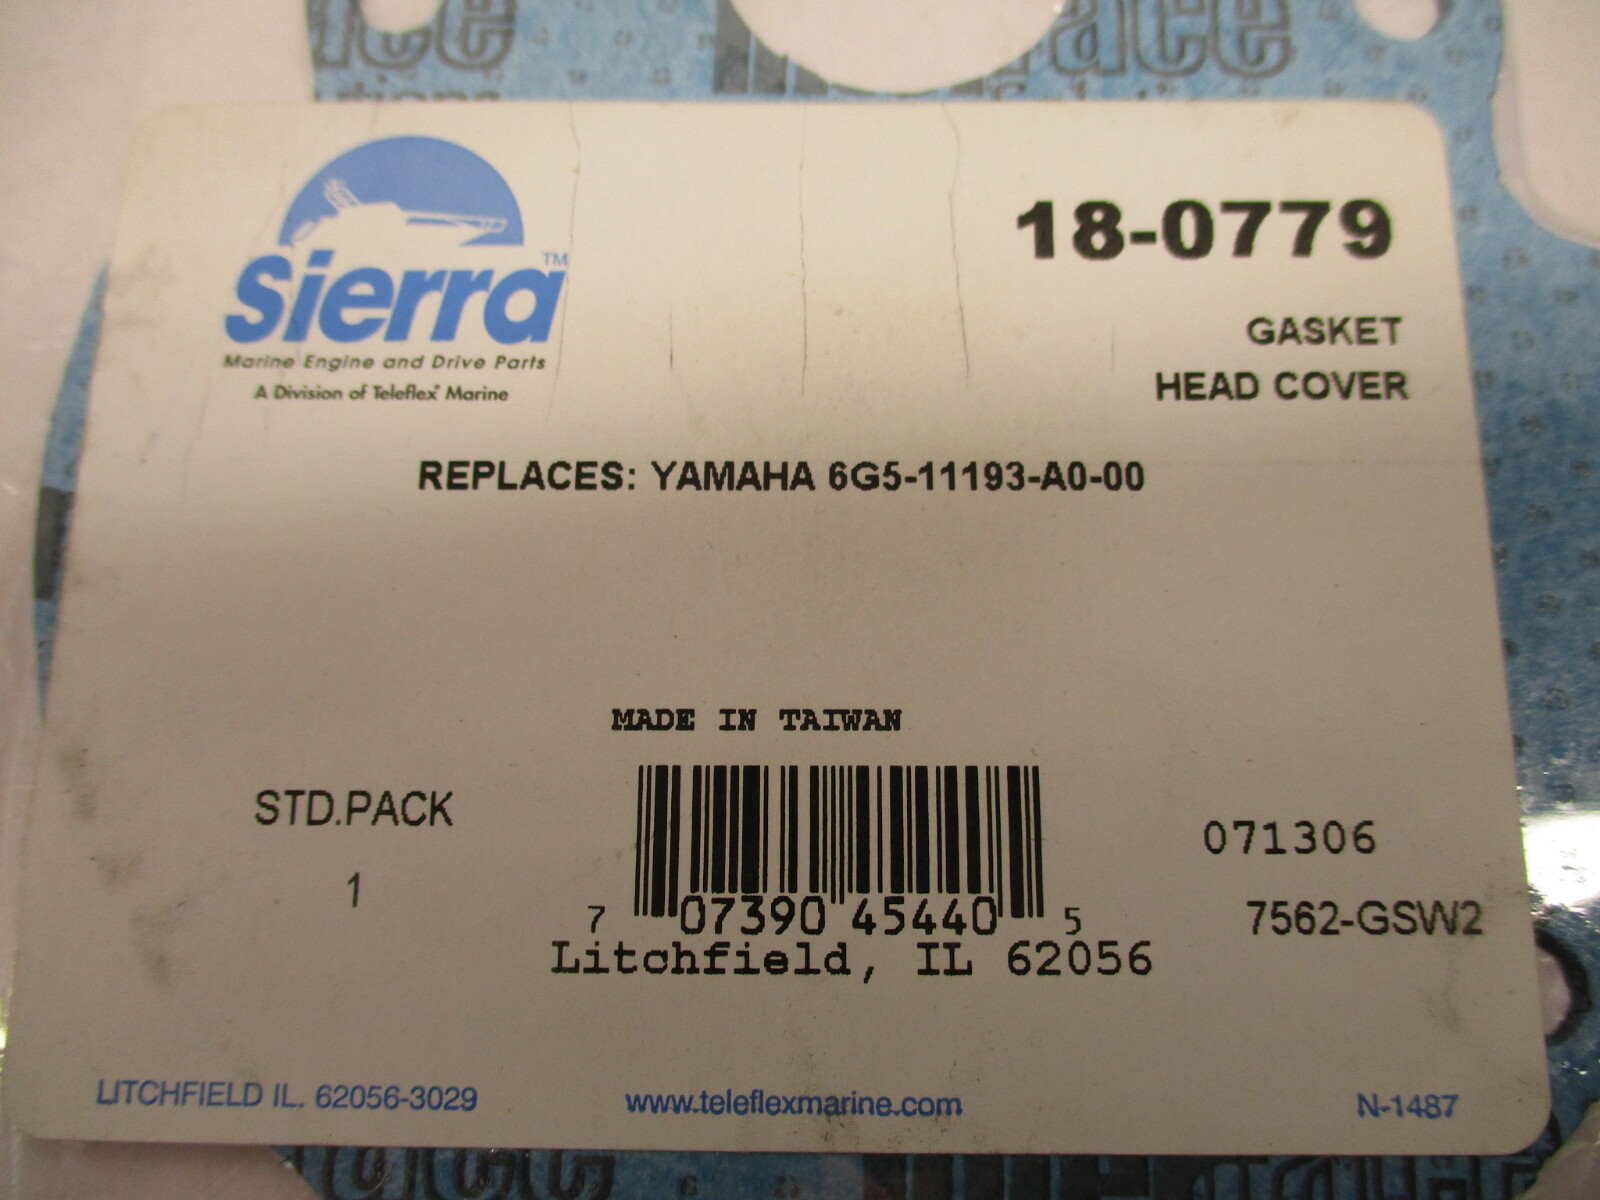 Sierra™
Marine Engine and Drive Parts
A Division of Teleflex® Marine
18-0779
GASKET
HEAD COVER
REPLACES: YAMAHA 6G5-11193-A0-00
MADE IN TAIWAN
STD.PACK
1
7 07390 45440 5
Litchfield, IL 62056
071306
7562-GSW2
LITCHFIELD IL. 62056-3029
www.teleflexmarine.com
N-1487